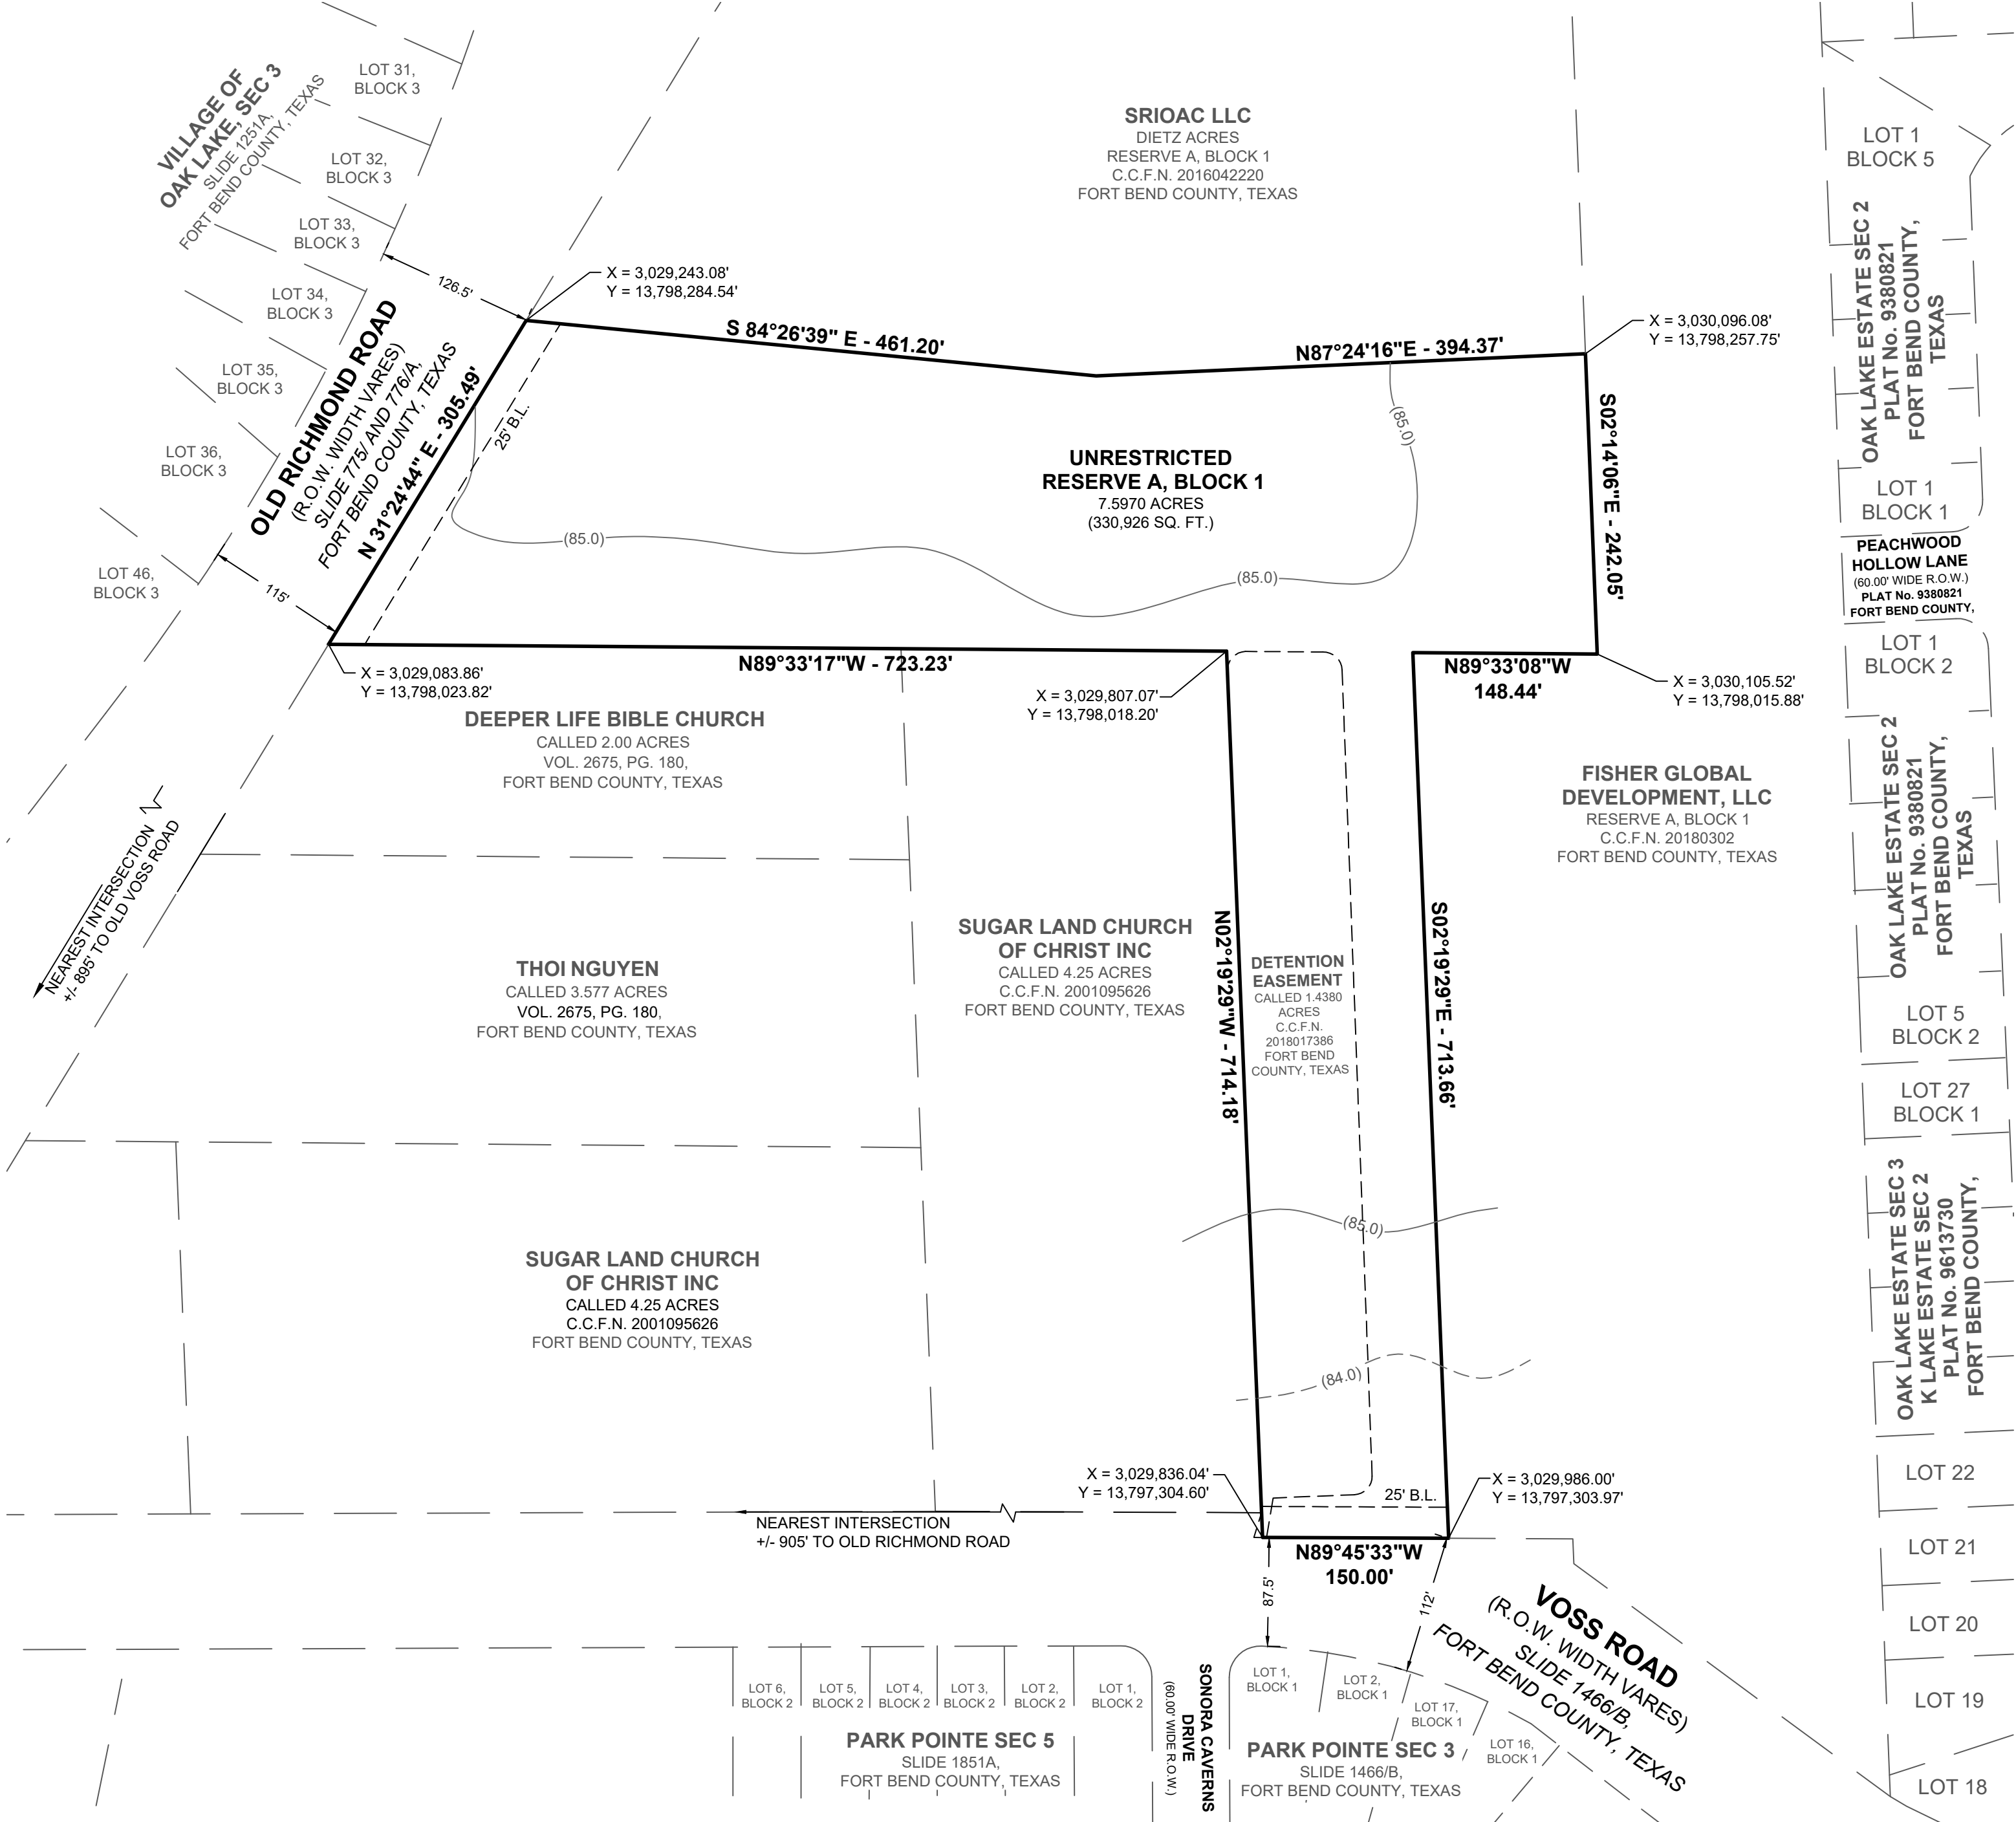 VILLAGE OF
OAK LAKE, SEC 3
SLIDE 1251A,
FORT BEND COUNTY, TEXAS
LOT 31,
BLOCK 3
LOT 32,
BLOCK 3
LOT 33,
BLOCK 3
LOT 34,
BLOCK 3
LOT 35,
BLOCK 3
LOT 36,
BLOCK 3
LOT 46,
BLOCK 3
126.5'
115'
OLD RICHMOND ROAD
(R.O.W. WIDTH VARES)
SLIDE 775/ AND 776/A,
FORT BEND COUNTY, TEXAS
N 31°24'44" E - 305.49'
25' B.L.
SRIOAC LLC
DIETZ ACRES
RESERVE A, BLOCK 1
C.C.F.N. 2016042220
FORT BEND COUNTY, TEXAS
X = 3,029,243.08'
Y = 13,798,284.54'
S 84°26'39" E - 461.20'
N87°24'16"E - 394.37'
X = 3,030,096.08'
Y = 13,798,257.75'
S02°14'06"E - 242.05'
UNRESTRICTED
RESERVE A, BLOCK 1
7.5970 ACRES
(330,926 SQ. FT.)
(85.0)
(85.0)
(85.0)
LOT 1
BLOCK 5
OAK LAKE ESTATE SEC 2
PLAT No. 9380821
FORT BEND COUNTY,
TEXAS
LOT 1
BLOCK 1
PEACHWOOD
HOLLOW LANE
(60.00' WIDE R.O.W.)
PLAT No. 9380821
FORT BEND COUNTY,
LOT 1
BLOCK 2
X = 3,029,083.86'
Y = 13,798,023.82'
N89°33'17"W - 723.23'
X = 3,029,807.07'
Y = 13,798,018.20'
N89°33'08"W
148.44'
X = 3,030,105.52'
Y = 13,798,015.88'
DEEPER LIFE BIBLE CHURCH
CALLED 2.00 ACRES
VOL. 2675, PG. 180,
FORT BEND COUNTY, TEXAS
FISHER GLOBAL
DEVELOPMENT, LLC
RESERVE A, BLOCK 1
C.C.F.N. 20180302
FORT BEND COUNTY, TEXAS
OAK LAKE ESTATE SEC 2
PLAT No. 9380821
FORT BEND COUNTY,
TEXAS
NEAREST INTERSECTION
+/- 895' TO OLD VOSS ROAD
THOI NGUYEN
CALLED 3.577 ACRES
VOL. 2675, PG. 180,
FORT BEND COUNTY, TEXAS
SUGAR LAND CHURCH
OF CHRIST INC
CALLED 4.25 ACRES
C.C.F.N. 2001095626
FORT BEND COUNTY, TEXAS
N02°19'29"W - 714.18'
DETENTION
EASEMENT
CALLED 1.4380
ACRES
C.C.F.N.
2018017386
FORT BEND
COUNTY, TEXAS
S02°19'29"E - 713.66'
LOT 5
BLOCK 2
LOT 27
BLOCK 1
OAK LAKE ESTATE SEC 3
K LAKE ESTATE SEC 2
PLAT No. 9613730
FORT BEND COUNTY,
SUGAR LAND CHURCH
OF CHRIST INC
CALLED 4.25 ACRES
C.C.F.N. 2001095626
FORT BEND COUNTY, TEXAS
(85.0)
(84.0)
X = 3,029,836.04'
Y = 13,797,304.60'
25' B.L.
X = 3,029,986.00'
Y = 13,797,303.97'
NEAREST INTERSECTION
+/- 905' TO OLD RICHMOND ROAD
N89°45'33"W
150.00'
87.5'
112'
VOSS ROAD
(R.O.W. WIDTH VARES)
SLIDE 1466/B,
FORT BEND COUNTY, TEXAS
LOT 22
LOT 21
LOT 20
LOT 19
LOT 18
LOT 6,
BLOCK 2
LOT 5,
BLOCK 2
LOT 4,
BLOCK 2
LOT 3,
BLOCK 2
LOT 2,
BLOCK 2
LOT 1,
BLOCK 2
PARK POINTE SEC 5
SLIDE 1851A,
FORT BEND COUNTY, TEXAS
SONORA CAVERNS
DRIVE
(60.00' WIDE R.O.W.)
LOT 1,
BLOCK 1
LOT 2,
BLOCK 1
LOT 17,
BLOCK 1
LOT 16,
BLOCK 1
PARK POINTE SEC 3
SLIDE 1466/B,
FORT BEND COUNTY, TEXAS